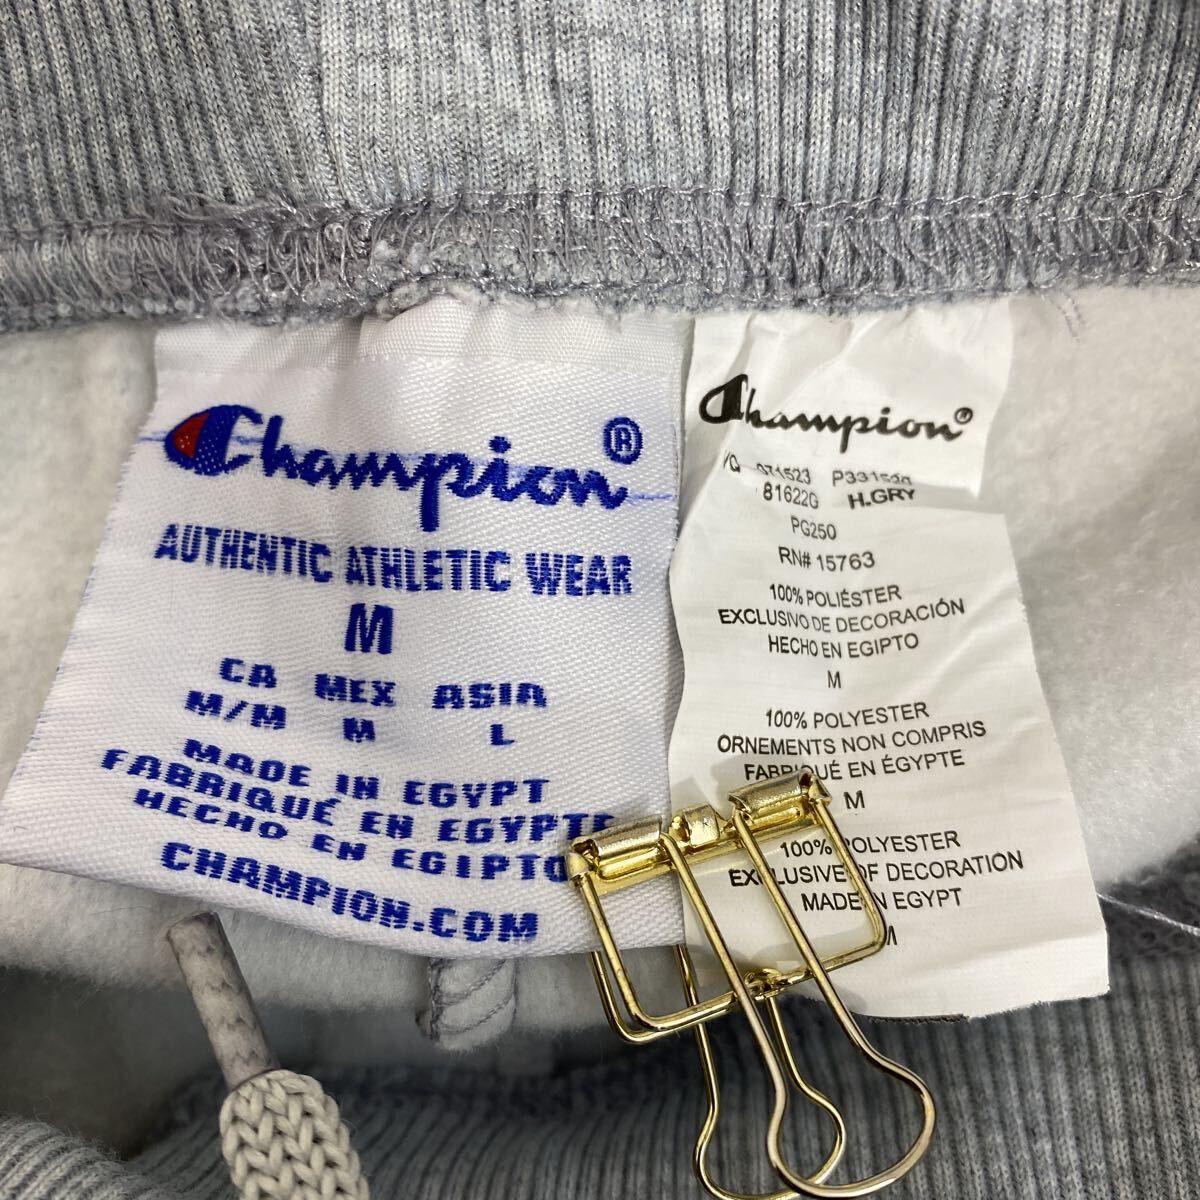 Champion®
AUTHENTIC ATHLETIC WEAR
M
CA MEX ASIA
M/M M L
MADE IN EGYPT
FABRIQUÉ EN EGYPTE
HECHO EN EGIPTO
CHAMPION.COM
Champion®
071523
81622G H.GRY
PG250
RN# 15763
100% POLIÉSTER
EXCLUSIVO DE DECORACIÓN
HECHO EN EGIPTO
M
100% POLYESTER
ORNEMENTS NON COMPRIS
FABRIQUÉ EN ÉGYPTE
M
100% POLYESTER
EXCLUSIVE OF DECORATION
MADE IN EGYPT
M